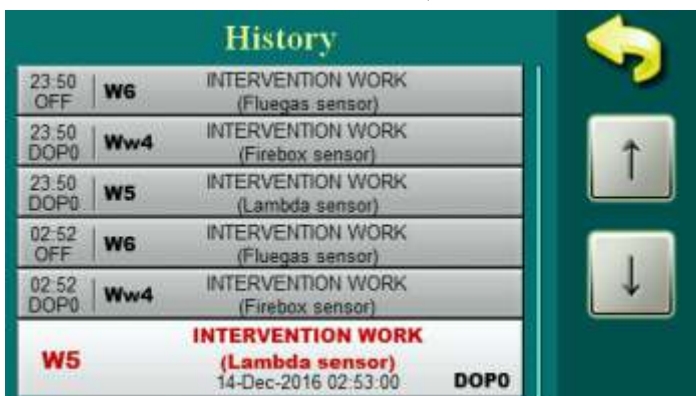 History
23:50 OFF W6 INTERVENTION WORK
(Fluegas sensor)
23:50 DOP0 Ww4 INTERVENTION WORK
(Firebox sensor)
23:50 DOP0 W5 INTERVENTION WORK
(Lambda sensor)
02:52 OFF W6 INTERVENTION WORK
(Fluegas sensor)
02:52 DOP0 Ww4 INTERVENTION WORK
(Firebox sensor)
W5 INTERVENTION WORK
(Lambda sensor)
14-Dec-2016 02:53:00 DOP0